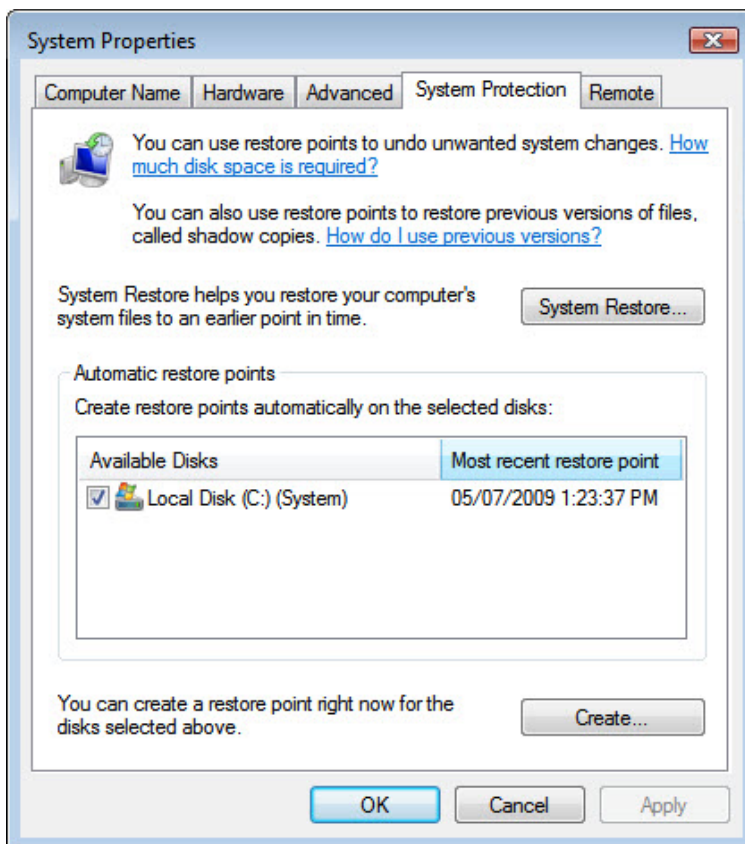 System Properties
Computer Name
Hardware
Advanced
System Protection
Remote
You can use restore points to undo unwanted system changes. How
much disk space is required?
You can also use restore points to restore previous versions of files,
called shadow copies. How do I use previous versions?
System Restore helps you restore your computer's
system files to an earlier point in time.
System Restore...
Automatic restore points
Create restore points automatically on the selected disks:
Available Disks
Most recent restore point
Local Disk (C:) (System)
05/07/2009 1:23:37 PM
You can create a restore point right now for the
disks selected above.
Create...
OK
Cancel
Apply